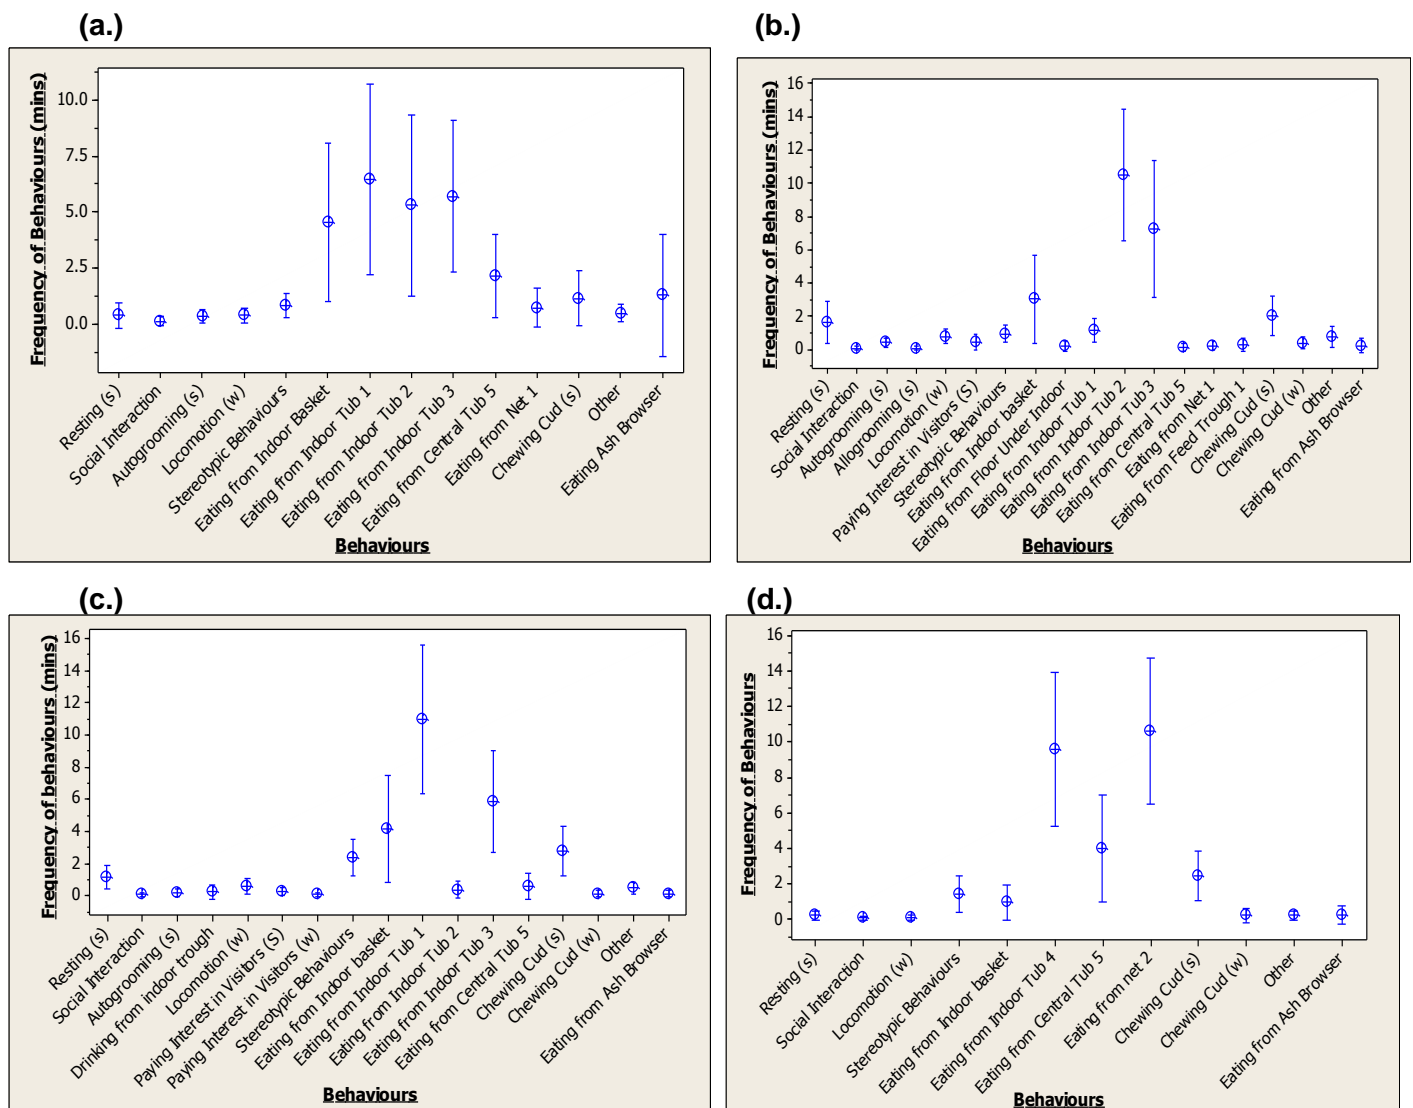 (a.)
Frequency of Behaviours (mins)
10.0
7.5
5.0
2.5
0.0
Resting (s)
Social Interaction
Autogrooming (s)
Locomotion (w)
Stereotypic Behaviours
Eating from Indoor Basket
Eating from Indoor Tub 1
Eating from Indoor Tub 2
Eating from Indoor Tub 3
Eating from Central Tub 5
Eating from Net 1
Chewing Cud (s)
Other
Eating Ash Browser
Behaviours
(b.)
Frequency of Behaviours (mins)
16
14
12
10
8
6
4
2
0
Resting (s)
Social Interaction
Autogrooming (s)
Allogrooming (s)
Locomotion (w)
Paying Interest in Visitors (S)
Stereotypic Behaviours
Eating from Indoor basket
Eating from Floor Under Indoor
Eating from Indoor Tub 1
Eating from Indoor Tub 2
Eating from Indoor Tub 3
Eating from Central Tub 5
Eating from Net 1
Eating from Feed Trough 1
Chewing Cud (s)
Chewing Cud (w)
Other
Eating from Ash Browser
Behaviours
(c.)
Frequency of behaviours (mins)
16
14
12
10
8
6
4
2
0
Resting (s)
Social Interaction
Autogrooming (s)
Drinking from indoor trough
Locomotion (w)
Paying Interest in Visitors (S)
Paying Interest in Visitors (w)
Stereotypic Behaviours
Eating from Indoor basket
Eating from Indoor Tub 1
Eating from Indoor Tub 2
Eating from Indoor Tub 3
Eating from Central Tub 5
Chewing Cud (s)
Chewing Cud (w)
Other
Eating from Ash Browser
Behaviours
(d.)
Frequency of Behaviours
16
14
12
10
8
6
4
2
0
Resting (s)
Social Interaction
Locomotion (w)
Stereotypic Behaviours
Eating from Indoor basket
Eating from Indoor Tub 4
Eating from Central Tub 5
Eating from net 2
Chewing Cud (s)
Chewing Cud (w)
Other
Eating from Ash Browser
Behaviours